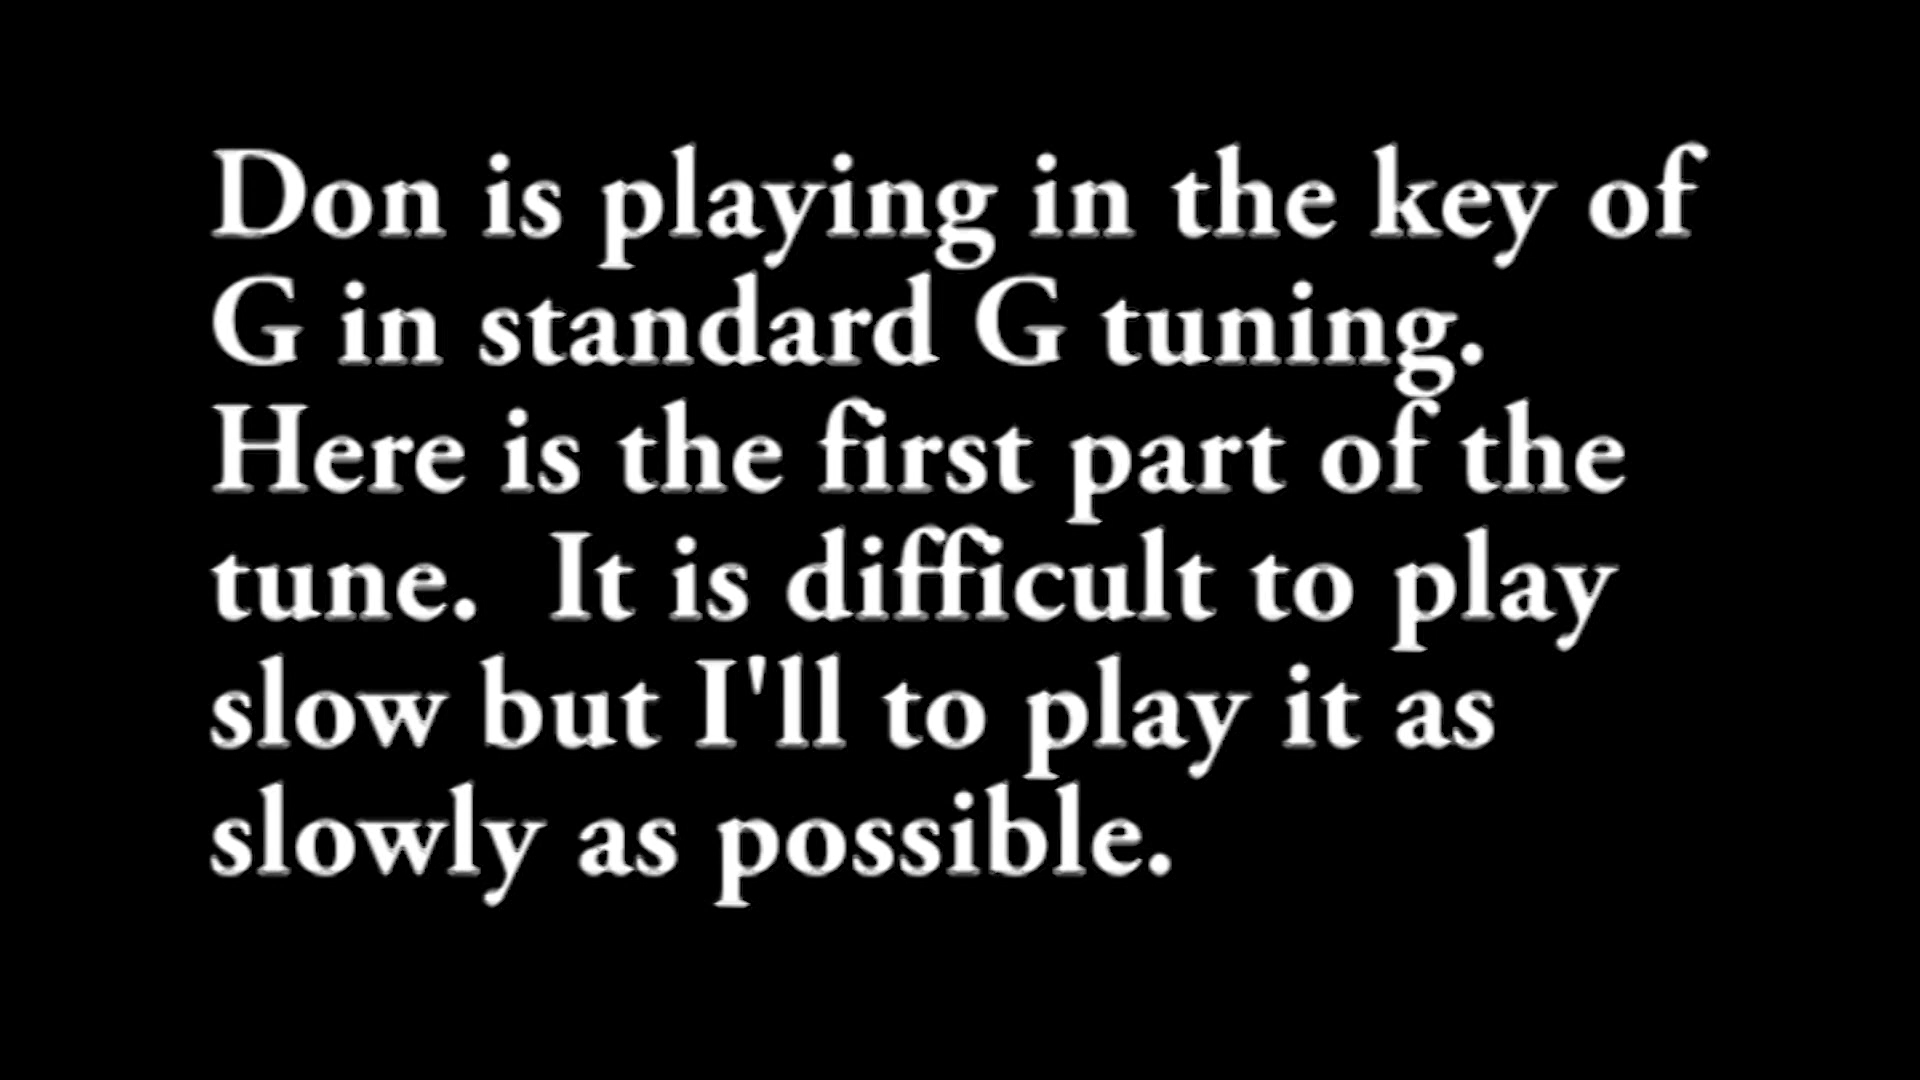 Don is playing in the key of
G in standard G tuning.
Here is the first part of the
tune.  It is difficult to play
slow but I'll to play it as
slowly as possible.